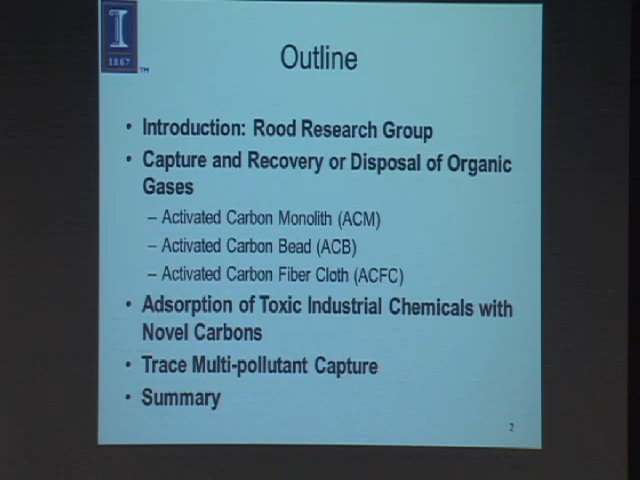 I
1867
TM
Outline
• Introduction: Rood Research Group
• Capture and Recovery or Disposal of Organic
Gases
– Activated Carbon Monolith (ACM)
– Activated Carbon Bead (ACB)
– Activated Carbon Fiber Cloth (ACFC)
• Adsorption of Toxic Industrial Chemicals with
Novel Carbons
• Trace Multi-pollutant Capture
• Summary
2